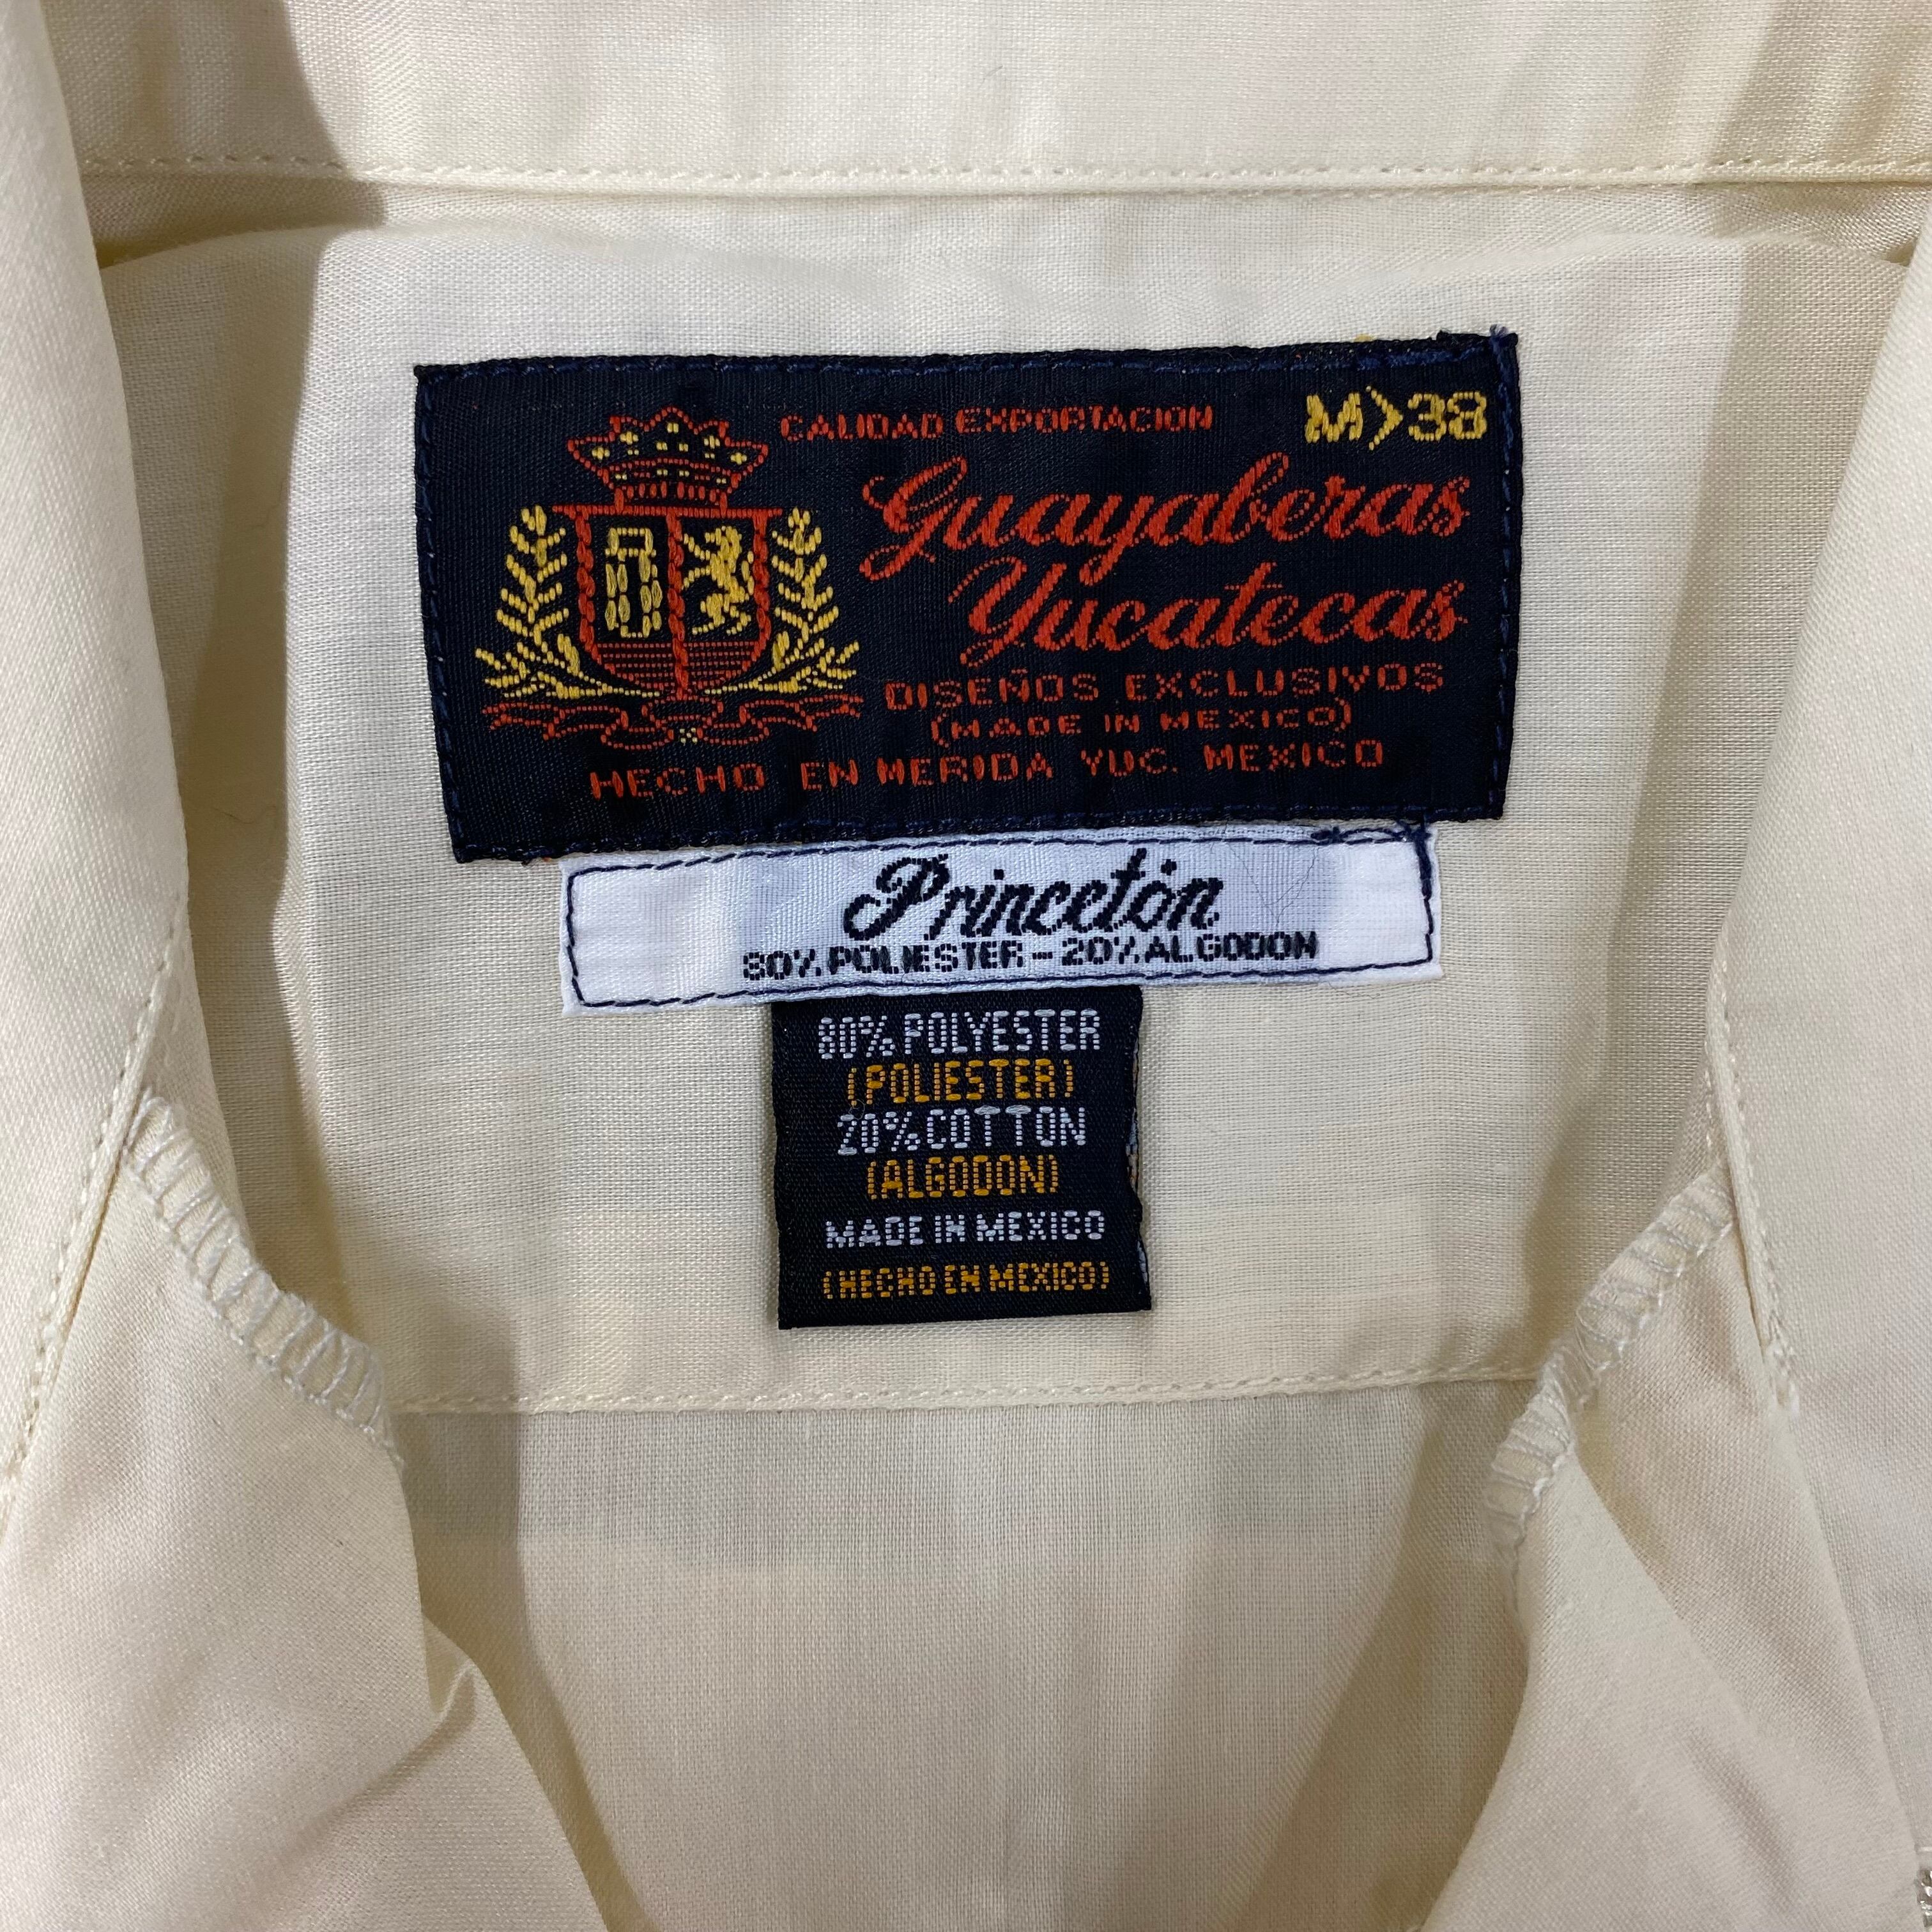 CALIDAD EXPORTACION
M>38
Guayaberas
Yucatecas
DISEÑOS EXCLUSIVOS
(MADE IN MEXICO)
HECHO EN MERIDA YUC. MEXICO
Princetón
80% POLIESTER - 20% ALGODON
80% POLYESTER
(POLIESTER)
20% COTTON
(ALGODON)
MADE IN MEXICO
(HECHO EN MEXICO)